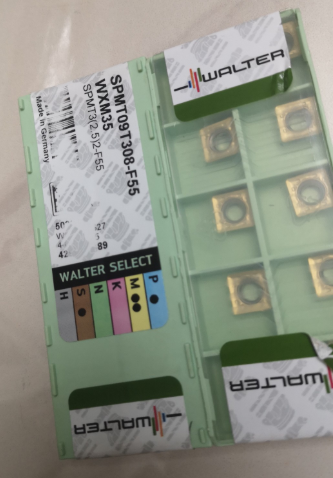 WALTER
SPMT09T308-F55
WXM35
SPMT3(2,5)2-F55
Made in Germany
WALTER SELECT
P
M
K
N
S
H
WALTER
WALTER